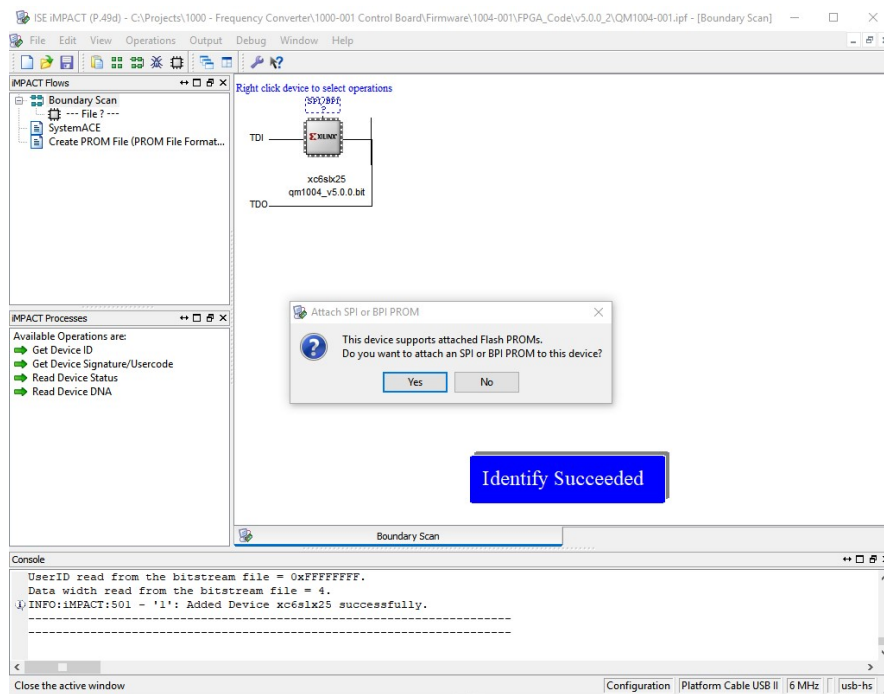 ISE iMPACT (P.49d) - C:\Projects\1000 - Frequency Converter\1000-001 Control Board\Firmware\1004-001\FPGA_Code\v5.0.0_2\QM1004-001.ipf - [Boundary Scan]
File Edit View Operations Output Debug Window Help
iMPACT Flows
Boundary Scan
--- File ? ---
SystemACE
Create PROM File (PROM File Format...
Right click device to select operations
SPI/BPI
?
TDI
XILINX
xc6slx25
qm1004_v5.0.0.bit
TDO
iMPACT Processes
Available Operations are:
Get Device ID
Get Device Signature/Usercode
Read Device Status
Read Device DNA
Attach SPI or BPI PROM
This device supports attached Flash PROMs.
Do you want to attach an SPI or BPI PROM to this device?
Yes No
Identify Succeeded
Boundary Scan
Console
UserID read from the bitstream file = 0xFFFFFFFF.
Data width read from the bitstream file = 4.
INFO:iMPACT:501 - '1': Added Device xc6slx25 successfully.
----------------------------------------------------------------------
----------------------------------------------------------------------
Close the active window
Configuration Platform Cable USB II 6 MHz usb-hs